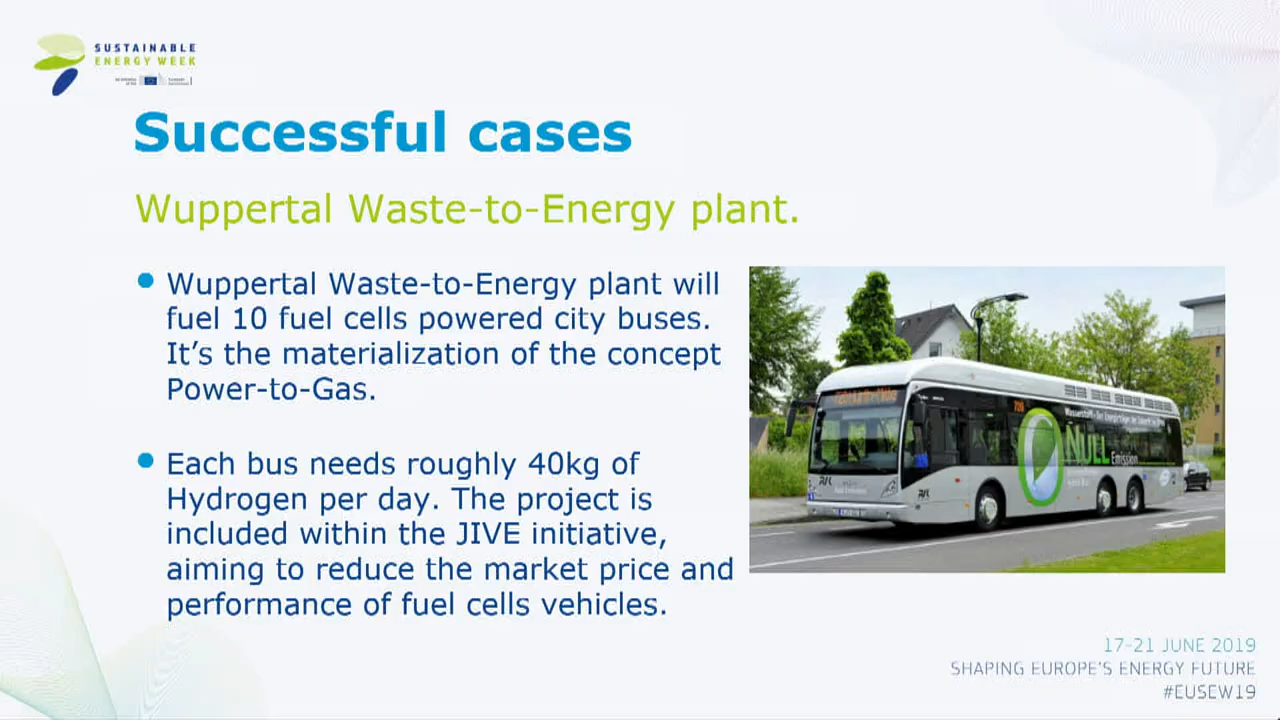 SUSTAINABLE
ENERGY WEEK
Successful cases
Wuppertal Waste-to-Energy plant.
Wuppertal Waste-to-Energy plant will
fuel 10 fuel cells powered city buses.
It’s the materialization of the concept
Power-to-Gas.
Each bus needs roughly 40kg of
Hydrogen per day. The project is
included within the JIVE initiative,
aiming to reduce the market price and
performance of fuel cells vehicles.
NULL
Emission
17-21 JUNE 2019
SHAPING EUROPE'S ENERGY FUTURE
#EUSEW19